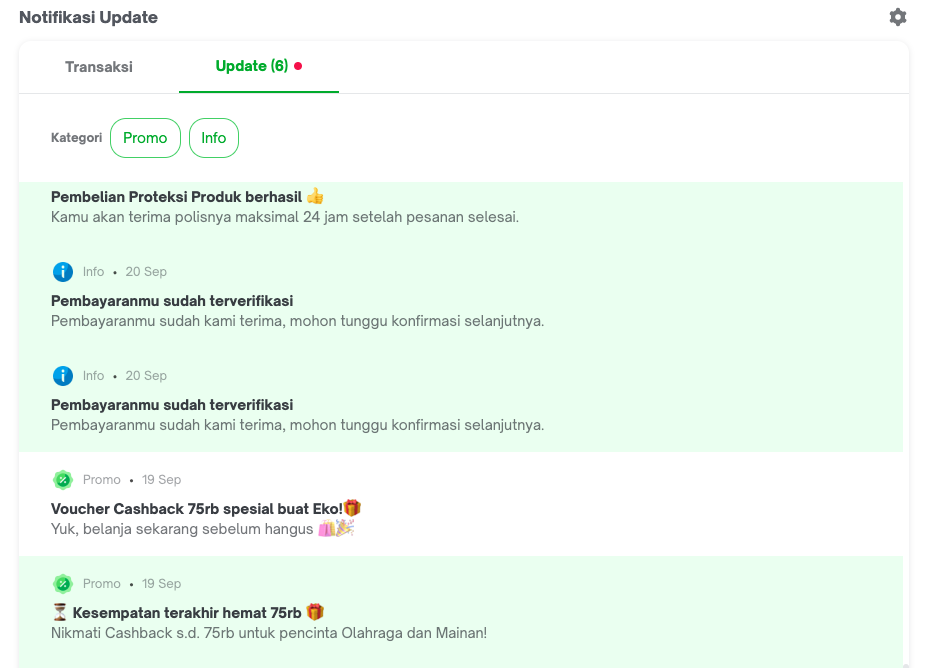 Notifikasi Update
Transaksi
Update (6)
Kategori
Promo
Info
Pembelian Proteksi Produk berhasil 👍
Kamu akan terima polisnya maksimal 24 jam setelah pesanan selesai.
Info • 20 Sep
Pembayaranmu sudah terverifikasi
Pembayaranmu sudah kami terima, mohon tunggu konfirmasi selanjutnya.
Info • 20 Sep
Pembayaranmu sudah terverifikasi
Pembayaranmu sudah kami terima, mohon tunggu konfirmasi selanjutnya.
Promo • 19 Sep
Voucher Cashback 75rb spesial buat Eko!🎁
Yuk, belanja sekarang sebelum hangus 🛍️🎉
Promo • 19 Sep
⏳ Kesempatan terakhir hemat 75rb 🎁
Nikmati Cashback s.d. 75rb untuk pencinta Olahraga dan Mainan!